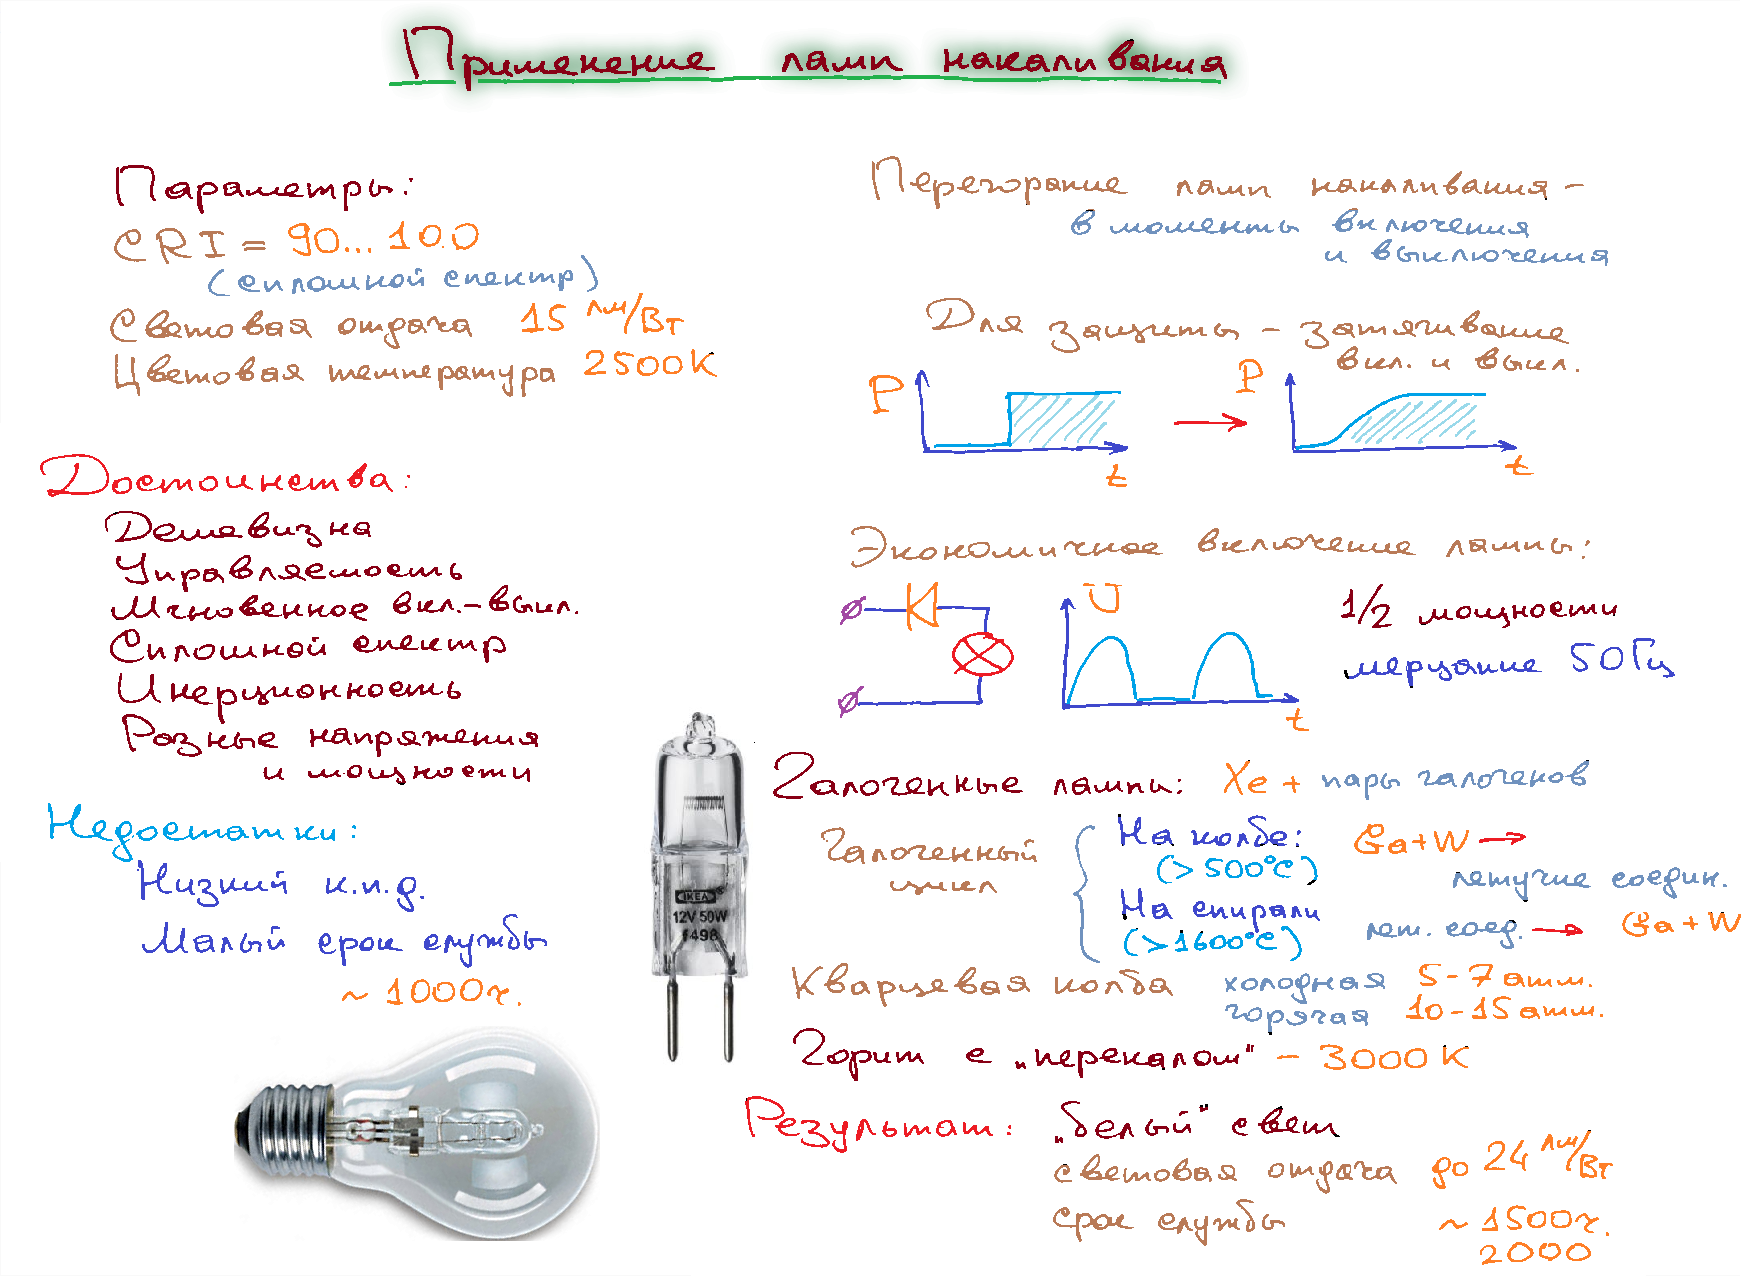 Применение ламп накаливания
Параметры:
CRI = 90...100
(сплошной спектр)
Световая отдача 15 лм/Вт
Цветовая температура 2500К
Достоинства:
Дешевизна
Управляемость
Мгновенное вкл.-выкл.
Сплошной спектр
Инерционность
Разные напряжения
и мощности
Недостатки:
Низкий к.п.д.
Малый срок службы
~ 1000ч.
Перегорание ламп накаливания -
в моменты включения
и выключения
Для защиты - затягивание
вкл. и выкл.
P
t
P
t
Экономичное включение лампы:
U
t
1/2 мощности
мерцание 50Гц
Галогенные лампы: Xe + пары галогенов
Галогенный
цикл
На колбе: Ga+W →
(>500°C)
летучие соедин.
На спирали
(>1600°C)
лет. соед. → Ga+W
Кварцевая колба холодная 5-7 атм.
горячая 10-15 атм.
Горит с „перекалом" - 3000 К
Результат: „белый" свет
световая отдача до 24 лм/Вт
срок службы ~ 1500ч.
2000
IKEA
12V 50W
1498